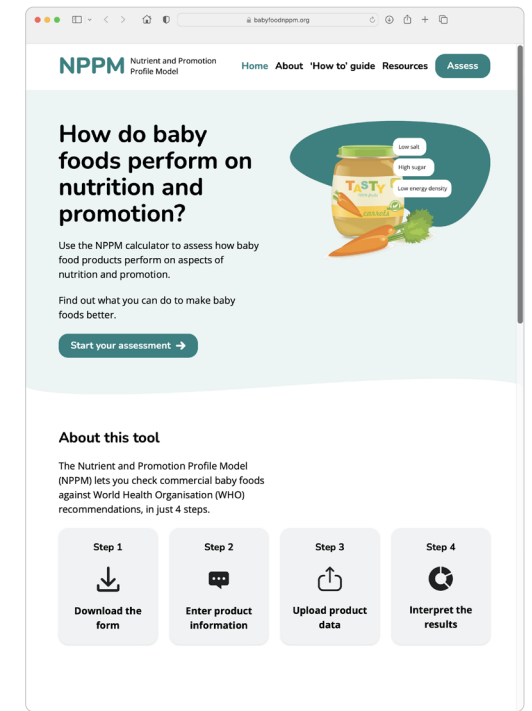 babyfoodnppm.org
NPPM
Nutrient and Promotion
Profile Model
Home About 'How to' guide Resources Assess
How do baby
foods perform on
nutrition and
promotion?
Low salt
High sugar
Low energy density
TASTY
carrots
Use the NPPM calculator to assess how baby
food products perform on aspects of
nutrition and promotion.
Find out what you can do to make baby
foods better.
Start your assessment
About this tool
The Nutrient and Promotion Profile Model
(NPPM) lets you check commercial baby foods
against World Health Organisation (WHO)
recommendations, in just 4 steps.
Step 1
Download the
form
Step 2
Enter product
information
Step 3
Upload product
data
Step 4
Interpret the
results